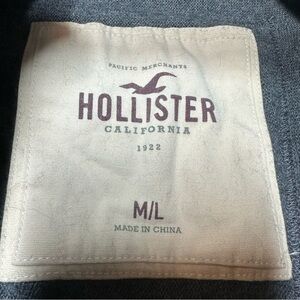 PACIFIC MERCHANTS
HOLLISTER
CALIFORNIA
1922
M/L
MADE IN CHINA